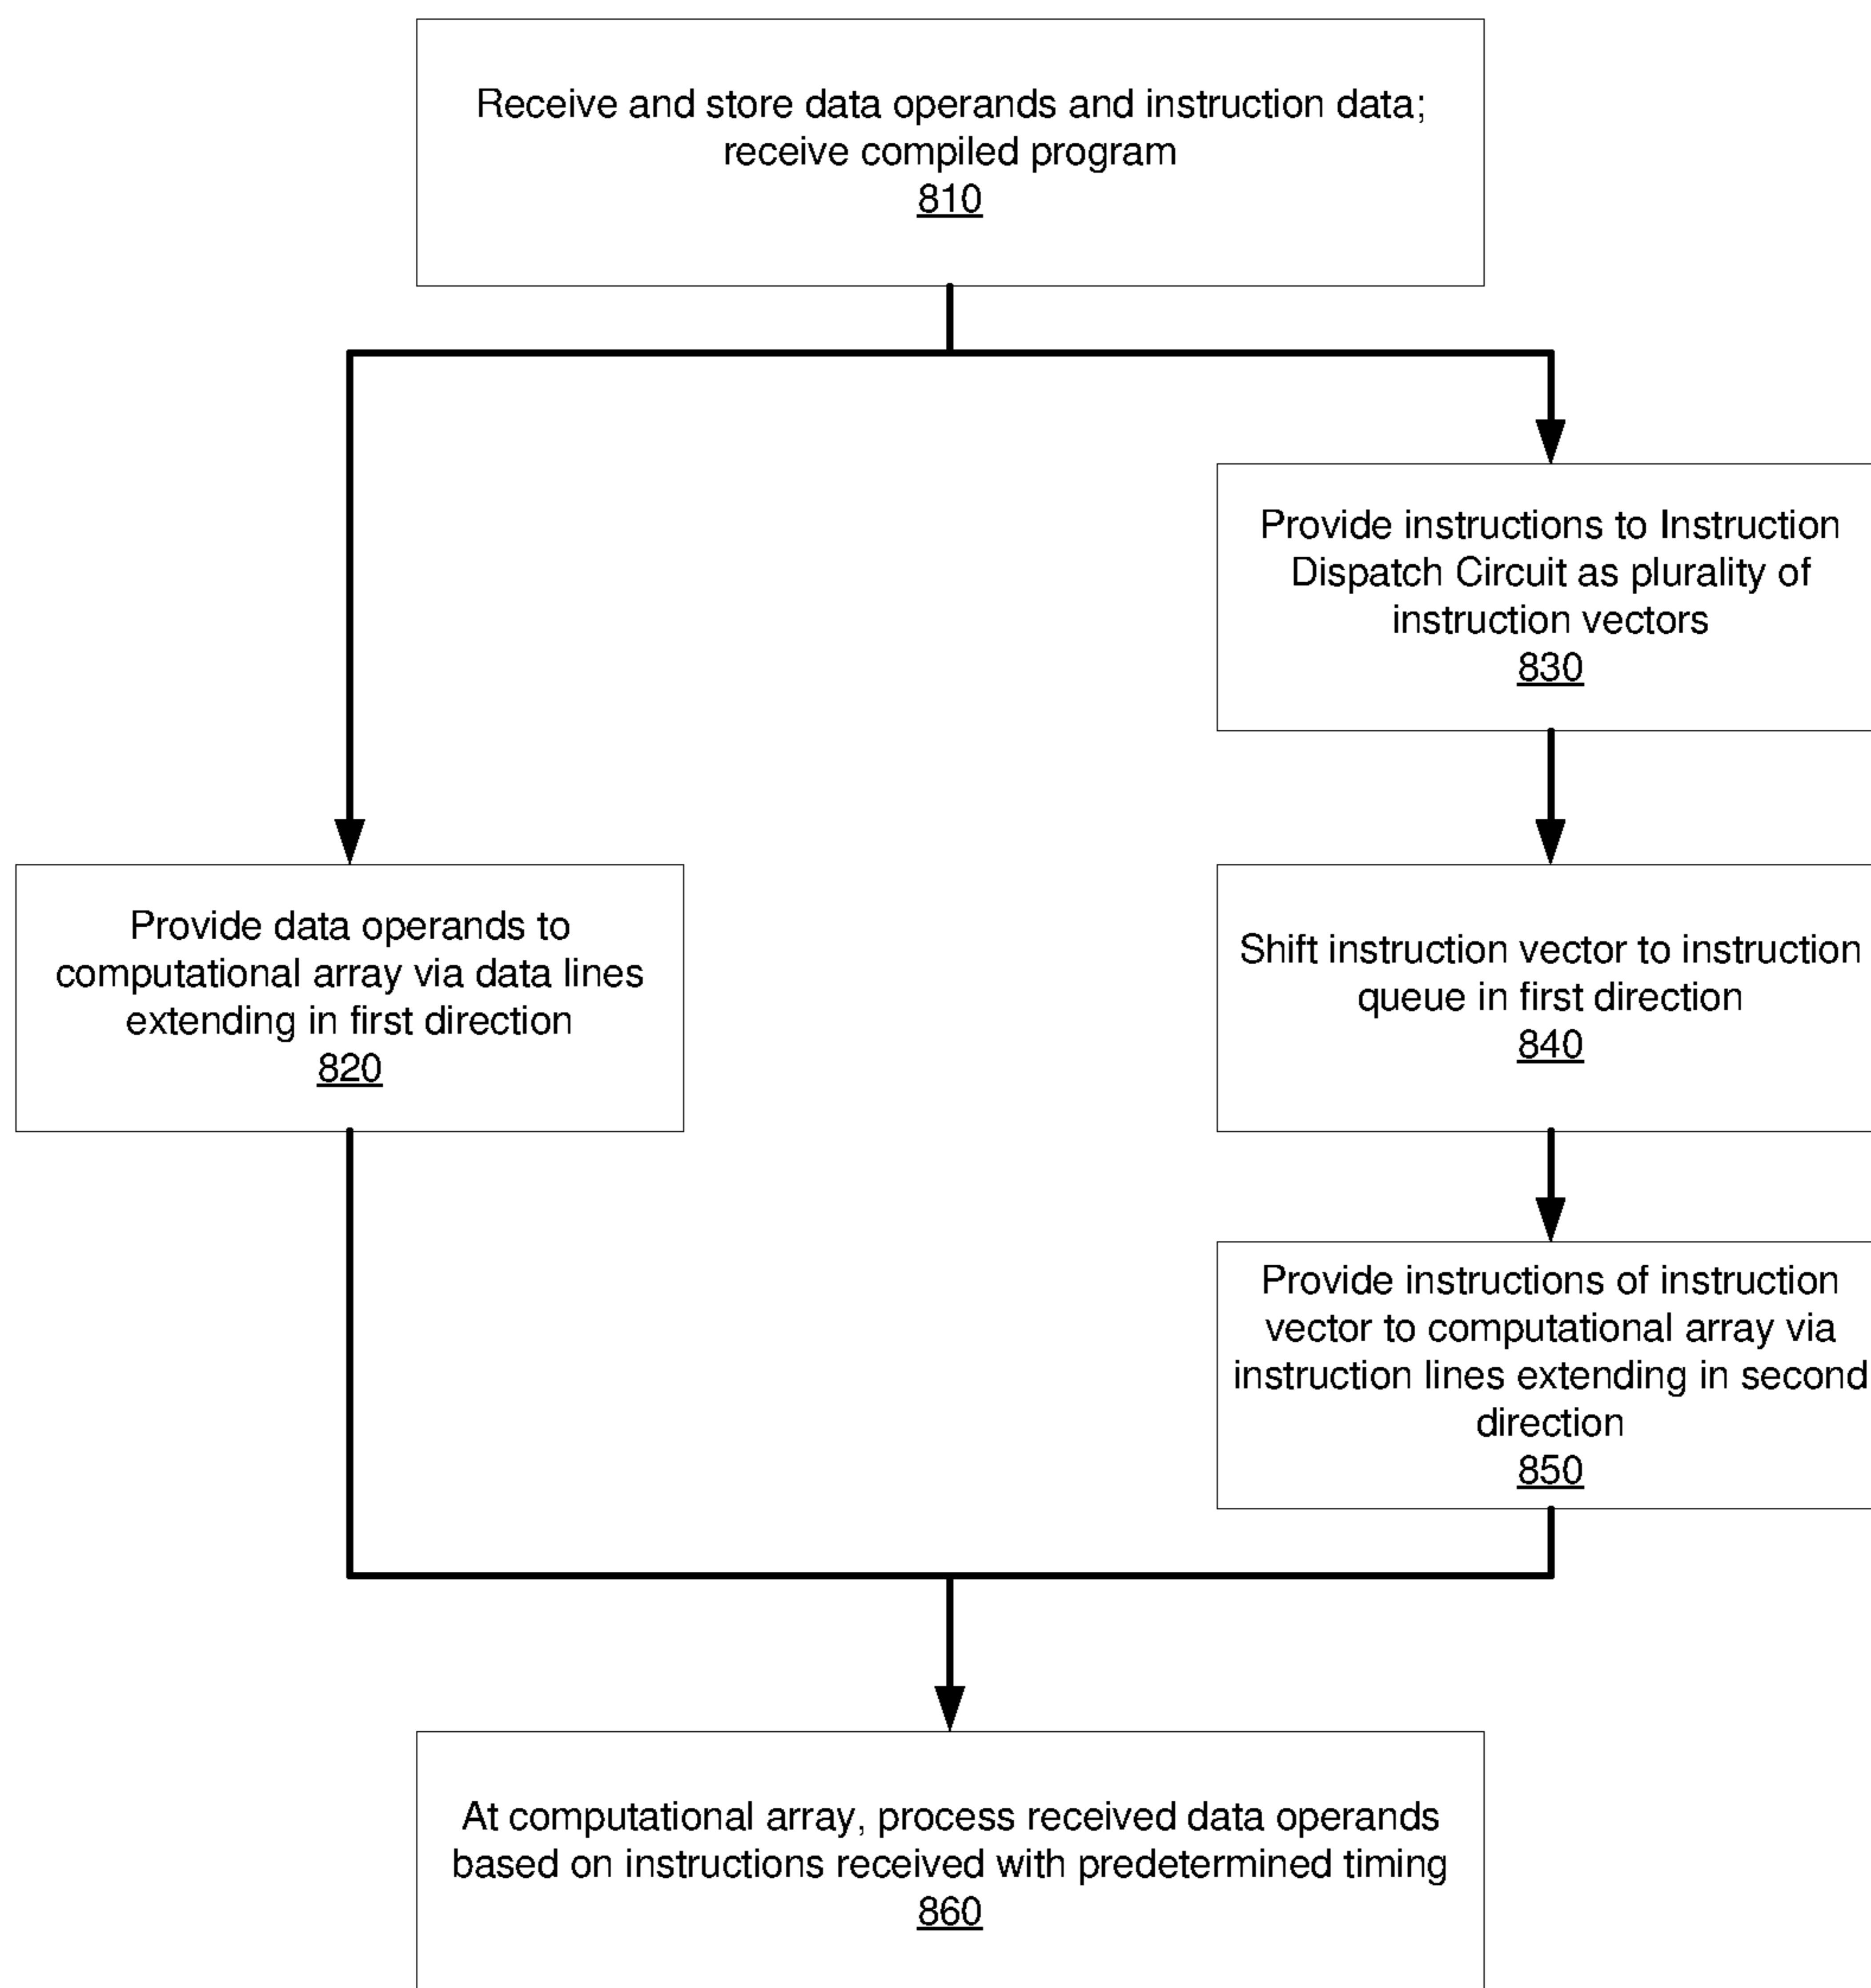 Receive and store data operands and instruction data;
receive compiled program
810
Provide instructions to Instruction
Dispatch Circuit as plurality of
instruction vectors
830
Provide data operands to
computational array via data lines
extending in first direction
820
Shift instruction vector to instruction
queue in first direction
840
Provide instructions of instruction
vector to computational array via
instruction lines extending in second
direction
850
At computational array, process received data operands
based on instructions received with predetermined timing
860